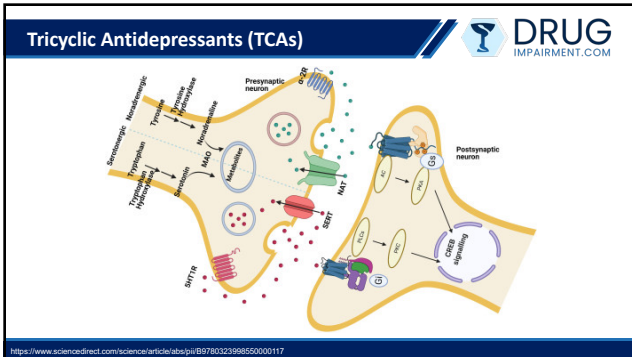 Tricyclic Antidepressants (TCAs)
DRUG
IMPAIRMENT.COM
Noradrenergic
Tyrosine
Tyrosine
Hydroxylase
Noradrenaline
Serotonergic
Tryptophan
Tryptophan
Hydroxylase
Serotonin
MAO
Metabolites
Presynaptic
neuron
α-2R
NAT
SERT
5HT1R
Postsynaptic
neuron
Gs
AC
PKA
PLCs
PKC
Gi
CREB
signalling
https://www.sciencedirect.com/science/article/abs/pii/B9780323998550000117